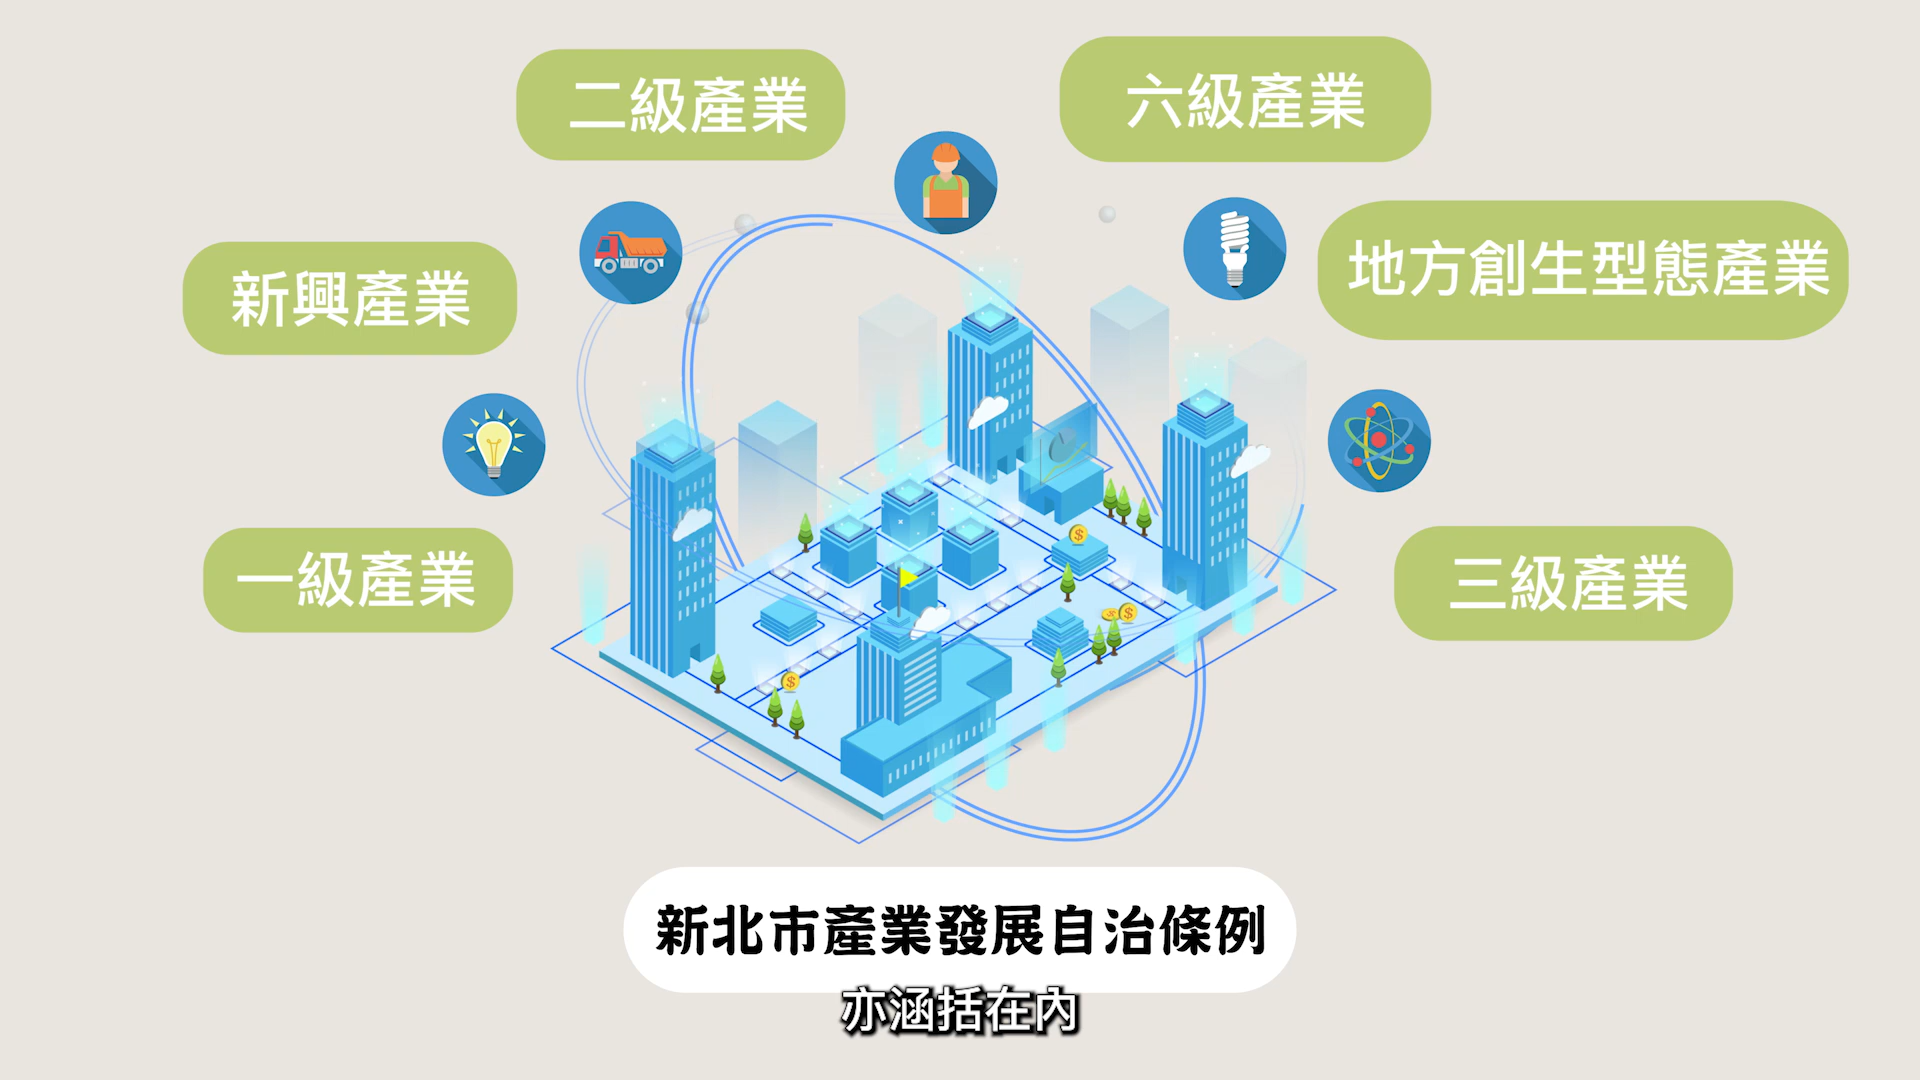 二級產業
六級產業
新興產業
地方創生型態產業
一級產業
三級產業
新北市產業發展自治條例
亦涵括在內